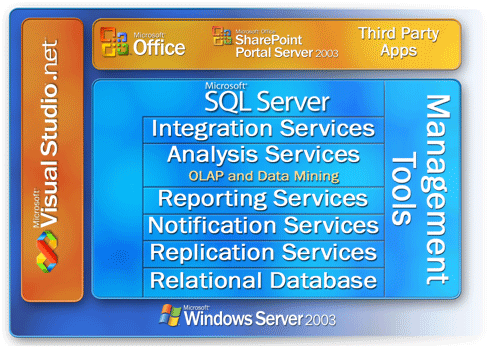 Microsoft
Visual Studio.net
Microsoft
Office
Microsoft Office
SharePoint
Portal Server 2003
Third Party
Apps
Microsoft
SQL Server
Integration Services
Analysis Services
OLAP and Data Mining
Reporting Services
Notification Services
Replication Services
Relational Database
Management
Tools
Microsoft
Windows Server 2003